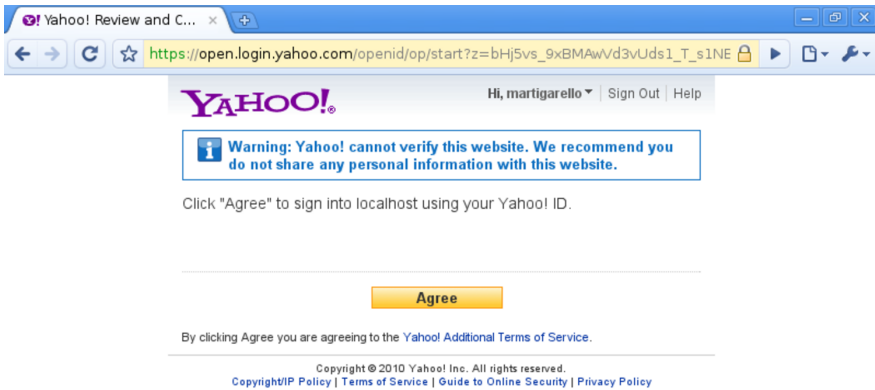 Yahoo! Review and C...
https://open.login.yahoo.com/openid/op/start?z=bHj5vs_9xBMAwVd3vUds1_T_s1NE
YAHOO!
Hi, martigarello | Sign Out | Help
Warning: Yahoo! cannot verify this website. We recommend you
do not share any personal information with this website.
Click "Agree" to sign into localhost using your Yahoo! ID.
Agree
By clicking Agree you are agreeing to the Yahoo! Additional Terms of Service.
Copyright © 2010 Yahoo! Inc. All rights reserved.
Copyright/IP Policy | Terms of Service | Guide to Online Security | Privacy Policy